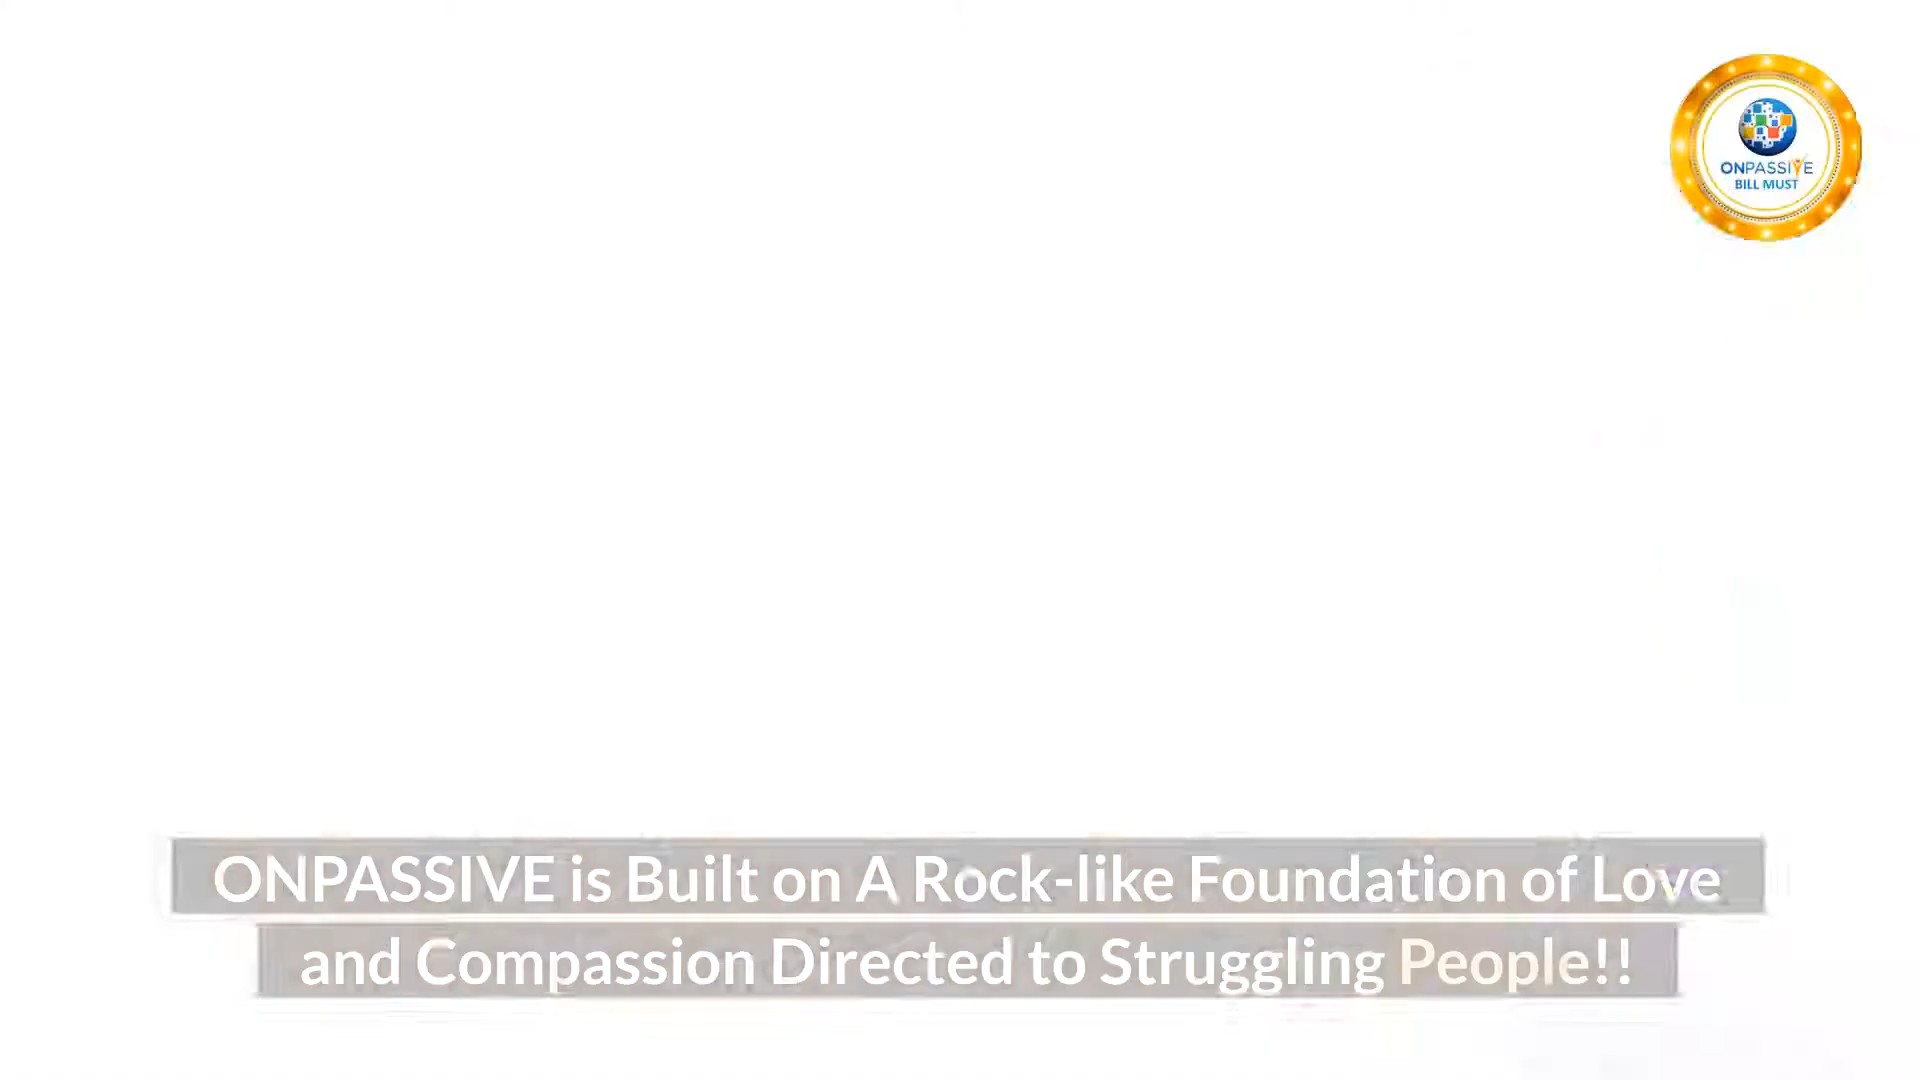 ONPASSIVE
BILL MUST
ONPASSIVE is Built on A Rock-like Foundation of Love
and Compassion Directed to Struggling People!!